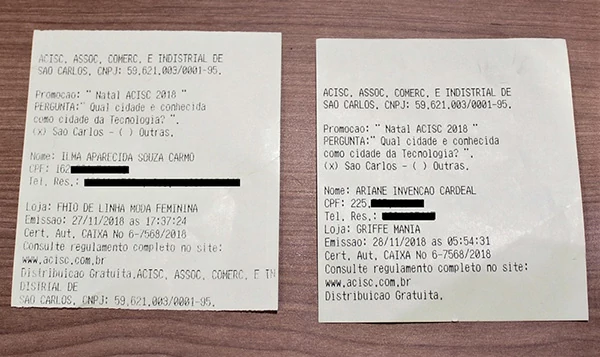 ACISC, ASSOC, COMERC, E INDISTRIAL DE
SAO CARLOS, CNPJ: 59,621,003/0001-95.
Promocao: " Natal ACISC 2018 "
PERGUNTA:" Qual cidade e conhecida
como cidade da Tecnologia? ".
(x) Sao Carlos - ( ) Outras.
Nome: ILMA APARECIDA SOUZA CARMO
CPF: 162
Tel. Res.:
Loja: FHIO DE LINHA MODA FEMININA
Emissao: 27/11/2018 as 17:37:24
Cert. Aut. CAIXA No 6-7568/2018
Consulte regulamento completo no site:
www.acisc.com.br
Distribuicao Gratuita.ACISC, ASSOC, COMERC, E IN
DISTRIAL DE
SAO CARLOS, CNPJ: 59,621,003/0001-95.
ACISC, ASSOC, COMERC, E INDISTRIAL DE
SAO CARLOS, CNPJ: 59,621,003/0001-95.
Promocao: " Natal ACISC 2018 "
PERGUNTA:" Qual cidade e conhecida
como cidade da Tecnologia? ".
(x) Sao Carlos - ( ) Outras.
Nome: ARIANE INVENCAO CARDEAL
CPF: 225.
Tel. Res.:
Loja: GRIFFE MANIA
Emissao: 28/11/2018 as 05:54:31
Cert. Aut. CAIXA No 6-7568/2018
Consulte regulamento completo no site:
www.acisc.com.br
Distribuicao Gratuita.